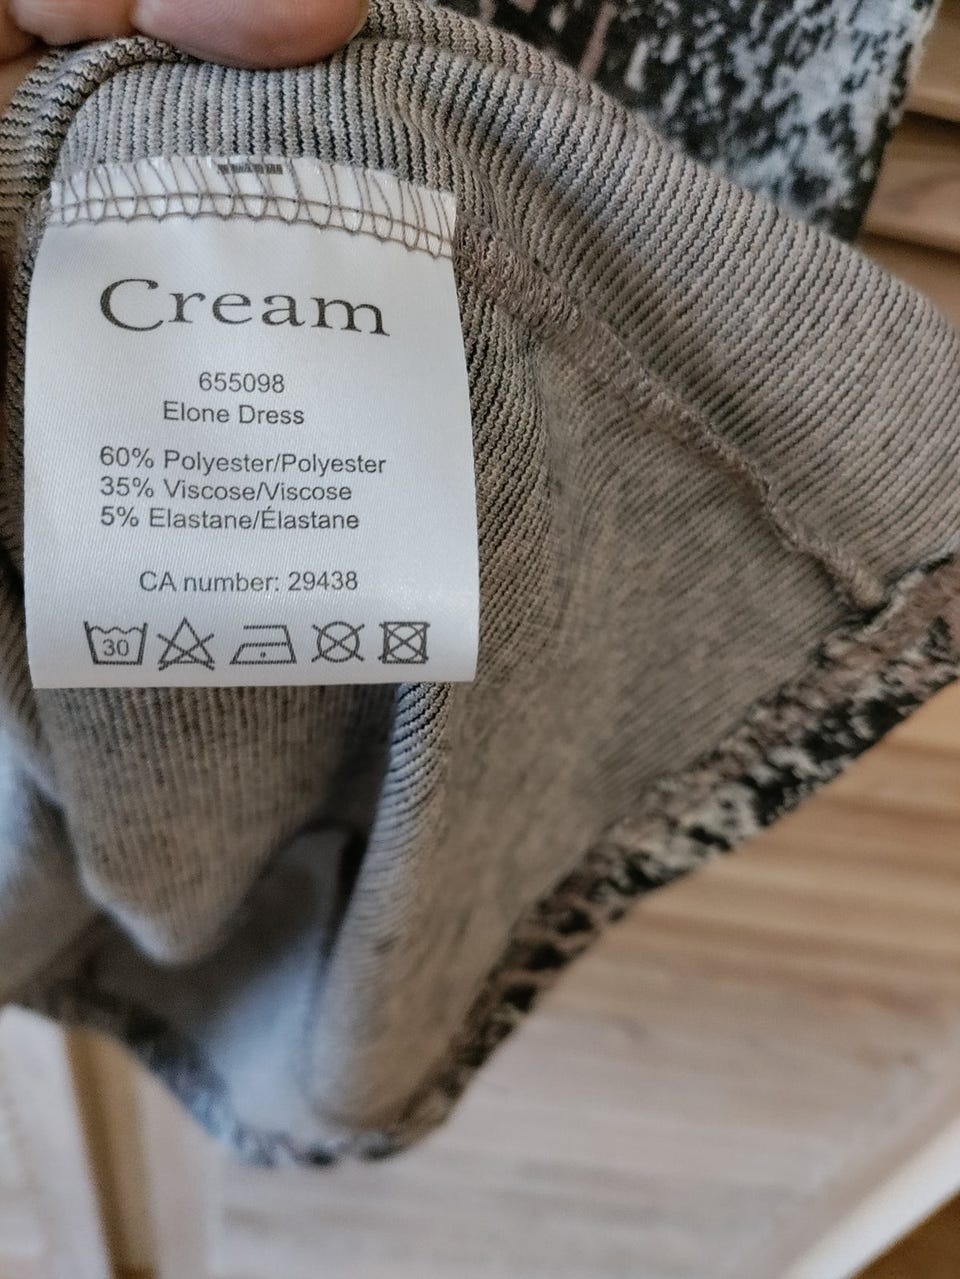 Cream
655098
Elone Dress
60% Polyester/Polyester
35% Viscose/Viscose
5% Elastane/Élastane
CA number: 29438
30